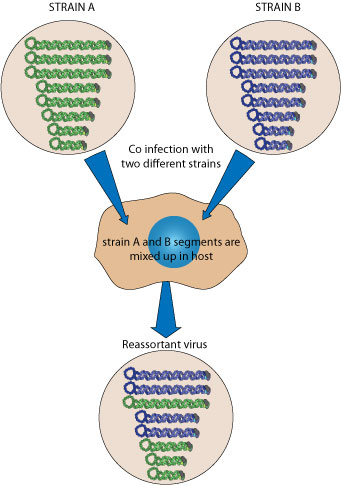 STRAIN A
STRAIN B
Co infection with
two different strains
strain A and B segments are
mixed up in host
Reassortant virus